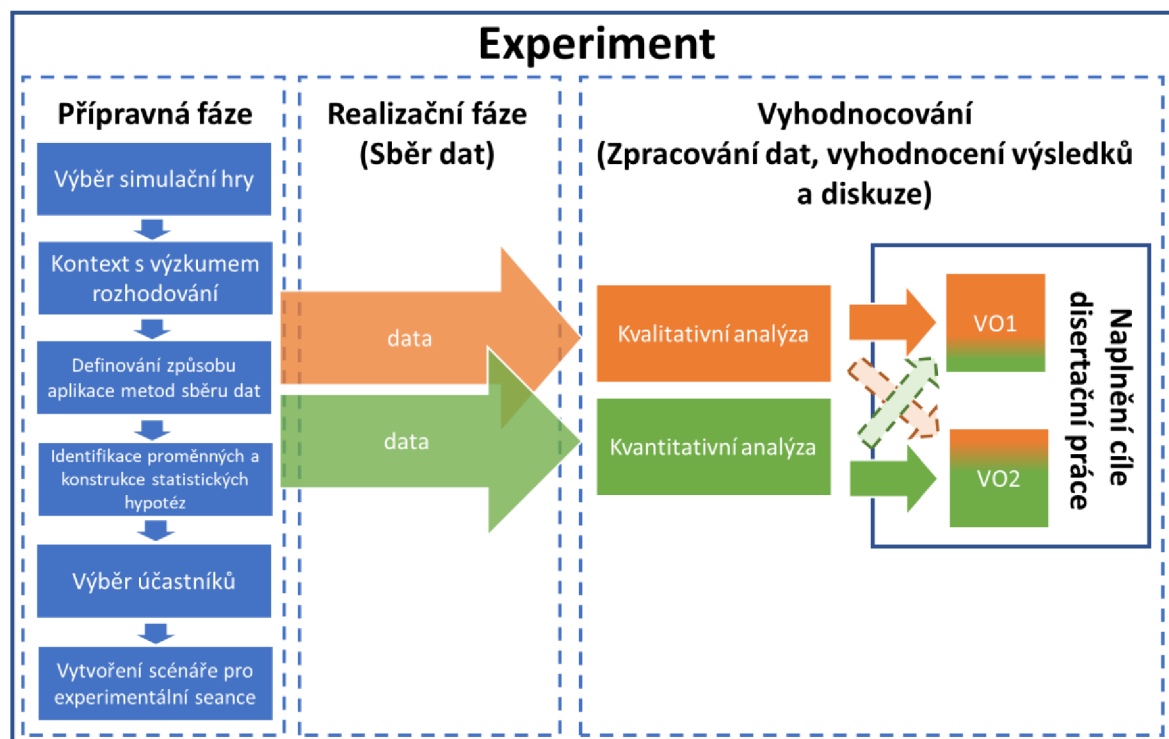 Experiment
Přípravná fáze
Výběr simulační hry
Kontext s výzkumem
rozhodování
Definování způsobu
aplikace metod sběru dat
Identifikace proměnných a
konstrukce statistických
hypotéz
Výběr účastníků
Vytvoření scénáře pro
experimentální seance
Realizační fáze
(Sběr dat)
data
data
Vyhodnocování
(Zpracování dat, vyhodnocení výsledků
a diskuze)
Kvalitativní analýza
Kvantitativní analýza
VO1
VO2
Naplnění cíle
disertační práce